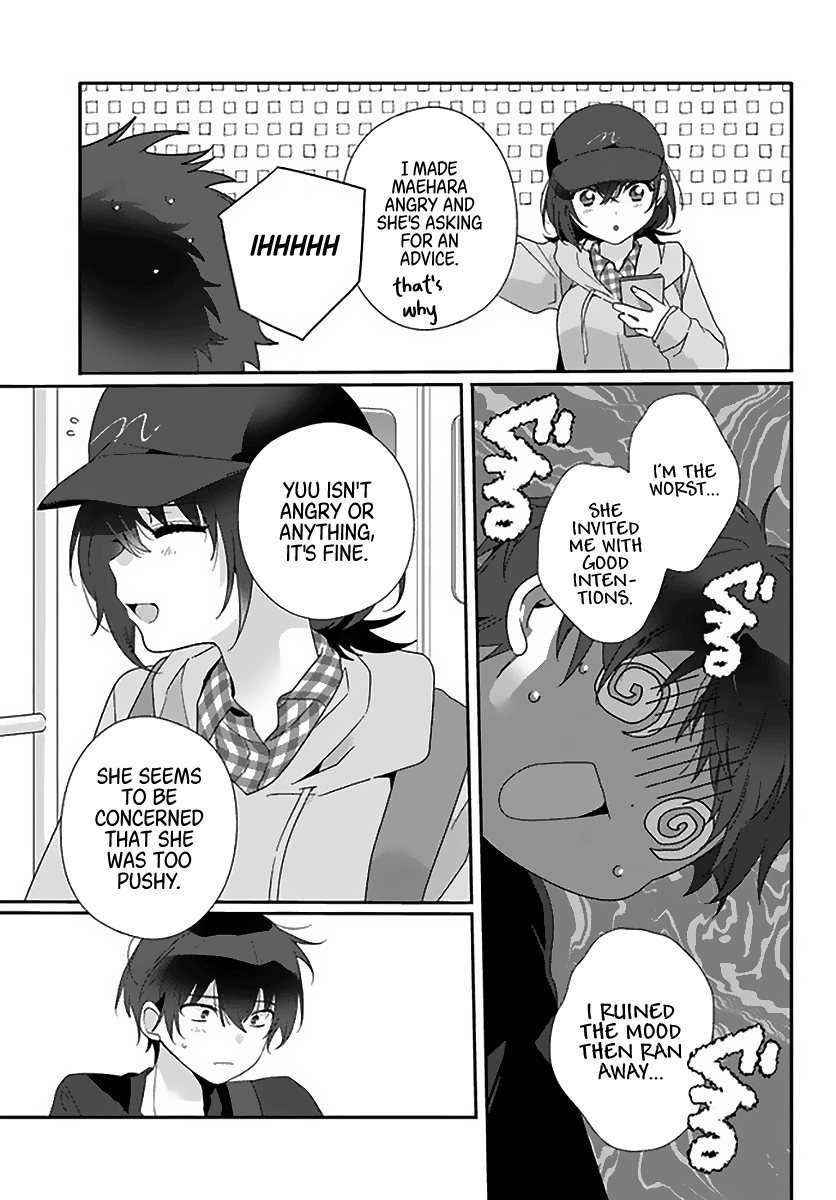 I MADE
MAEHARA
ANGRY AND
SHE'S ASKING
FOR AN
ADVICE.
that's
why
IHHHHH
I'M THE
WORST...
SHE
INVITED
ME WITH
GOOD
INTEN-
TIONS.
I RUINED
THE MOOD
THEN RAN
AWAY...
YUU ISN'T
ANGRY OR
ANYTHING,
IT'S FINE.
SHE SEEMS
TO BE
CONCERNED
THAT SHE
WAS TOO
PUSHY.